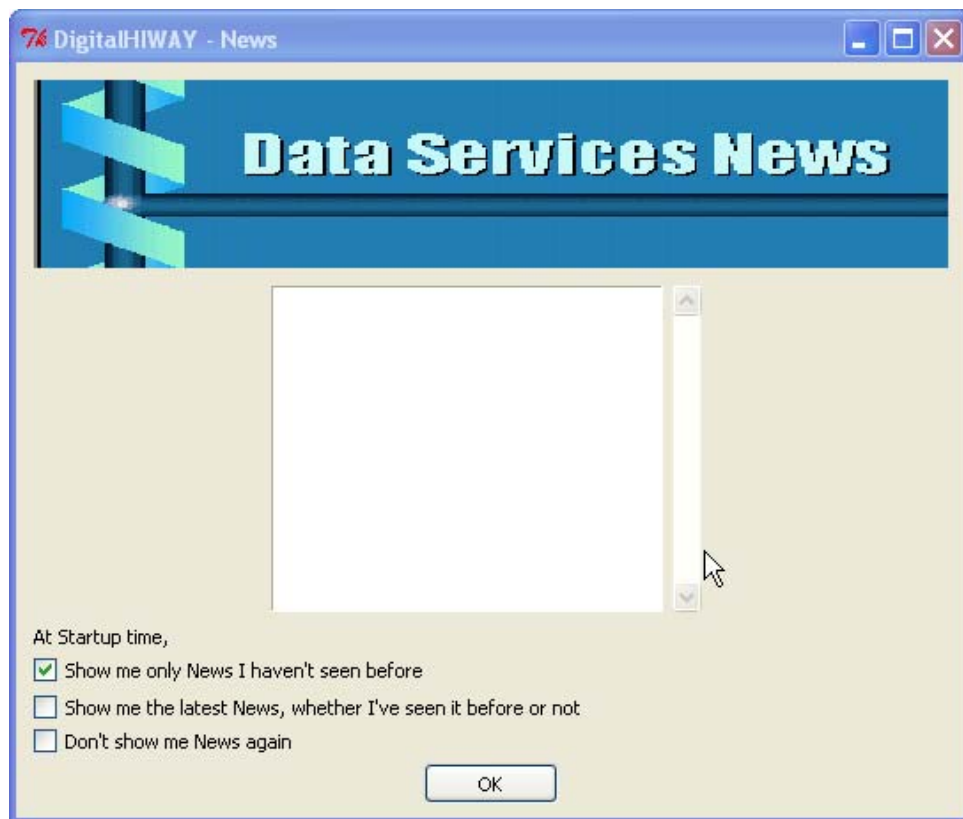 DigitalHIWAY - News
Data Services News
At Startup time,
Show me only News I haven't seen before
Show me the latest News, whether I've seen it before or not
Don't show me News again
OK